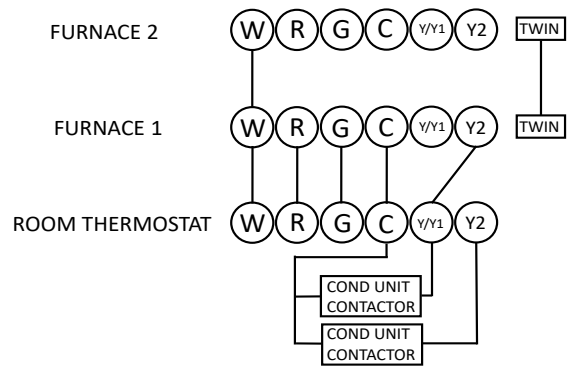 FURNACE 2 W R G C Y/Y1 Y2 TWIN
FURNACE 1 W R G C Y/Y1 Y2 TWIN
ROOM THERMOSTAT W R G C Y/Y1 Y2
COND UNIT
CONTACTOR
COND UNIT
CONTACTOR